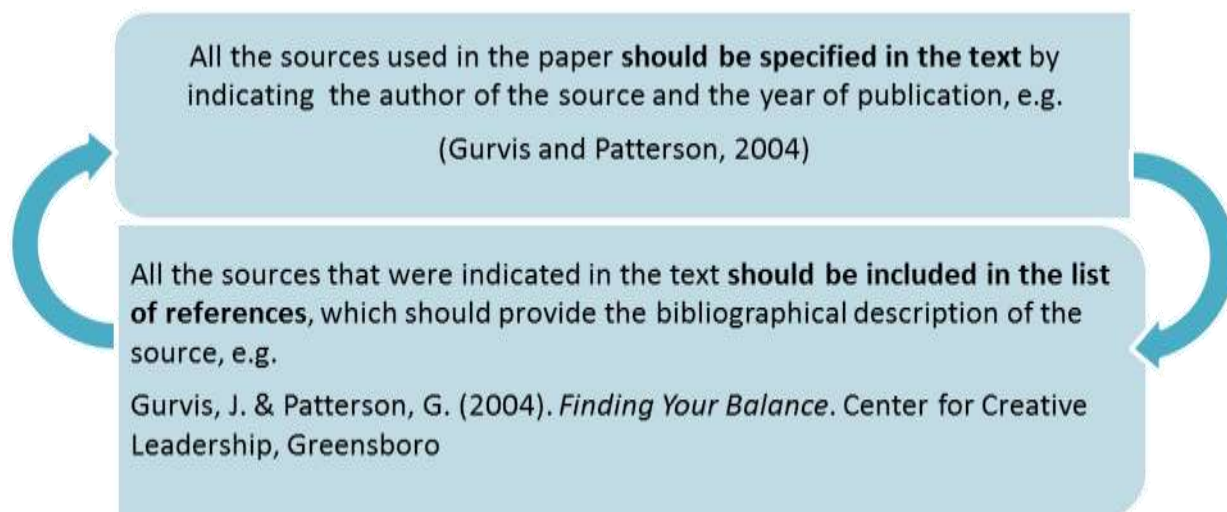 All the sources used in the paper should be specified in the text by
indicating the author of the source and the year of publication, e.g.
(Gurvis and Patterson, 2004)
All the sources that were indicated in the text should be included in the list
of references, which should provide the bibliographical description of the
source, e.g.
Gurvis, J. & Patterson, G. (2004). Finding Your Balance. Center for Creative
Leadership, Greensboro